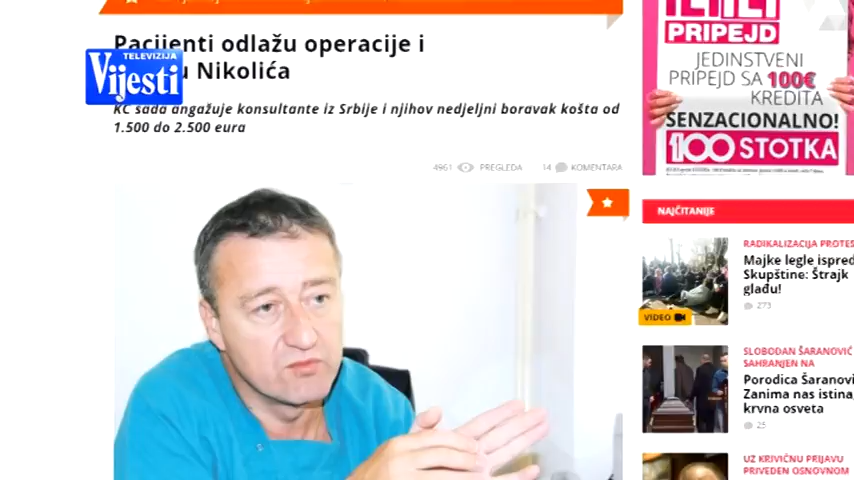 Pacijenti odlažu operacije i
Nikolića
TELEVIZIJA
Vijesti
KC sada angažuje konsultante iz Srbije i njihov nedjeljni boravak košta od
1.500 do 2.500 eura
4961 PREGLEDA 14 KOMENTARA
PRIPEJD
JEDINSTVENI
PRIPEJD SA 100€
KREDITA
SENZACIONALNO!
100 STOTKA
NAJČITANIJE
RADIKALIZACIJA PROTES
Majke legle ispred
Skupštine: Štrajk
glađu!
273
VIDEO
SLOBODAN ŠARANOVIĆ
SAHRANJEN NA
Porodica Šaranovi
Zanima nas istina,
krvna osveta
25
UZ KRIVIČNU PRIJAVU
PRIVEDEN OSNOVNOM